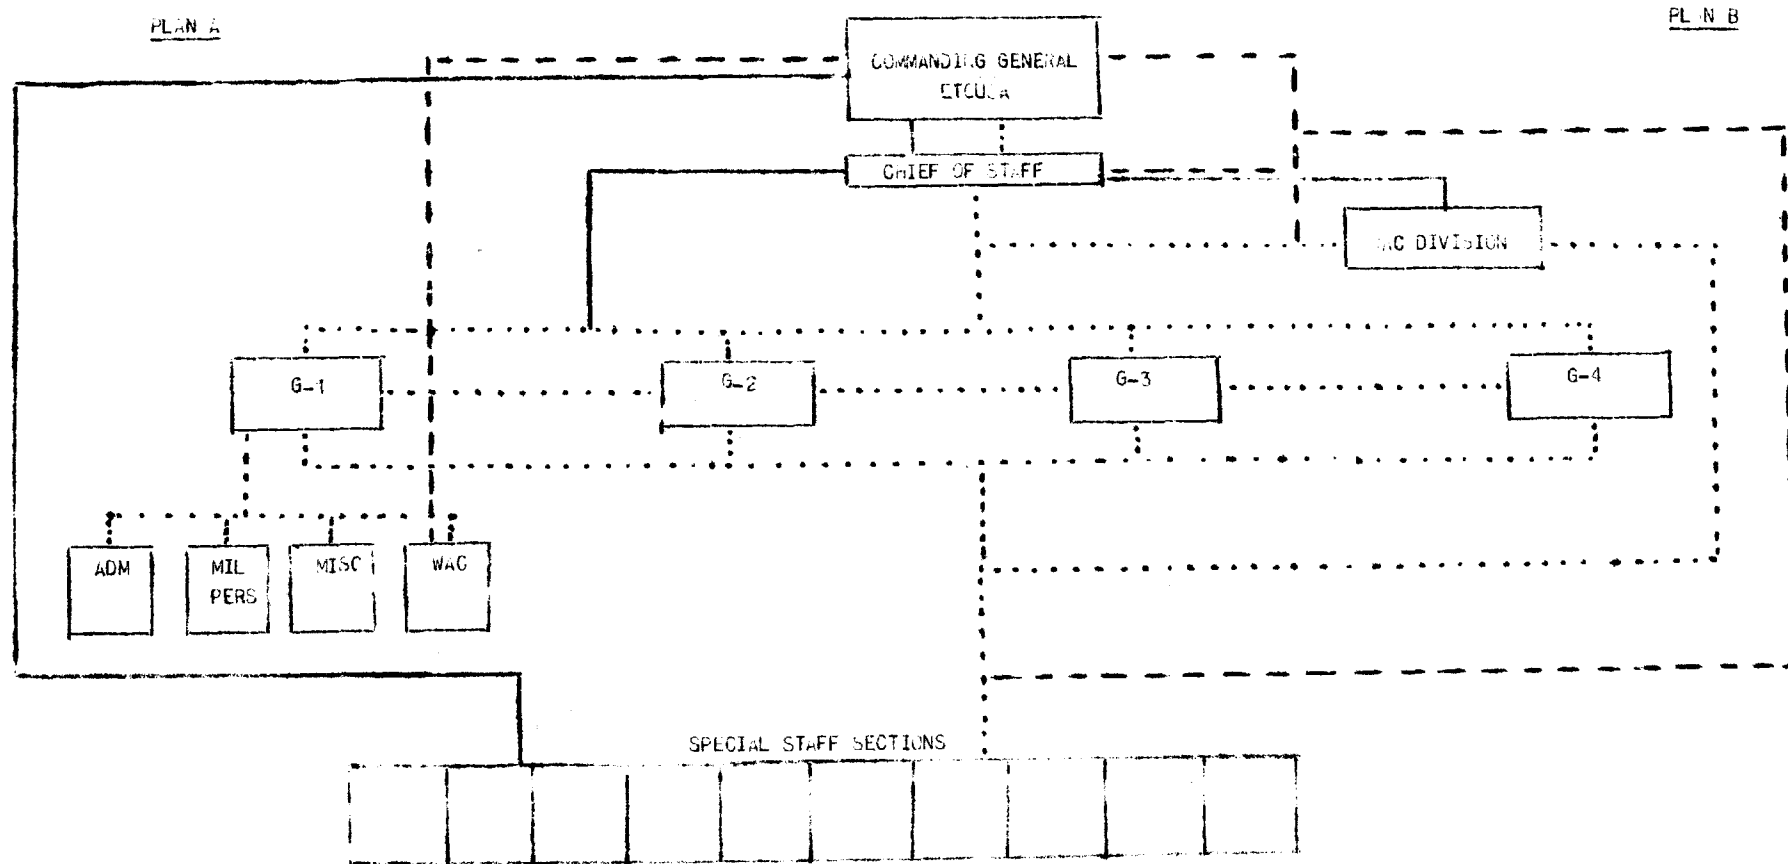 PLAN A
PLAN B
COMMANDING GENERAL
CHIEF OF STAFF
DIVISION
G-1
G-2
G-3
G-4
ADM
MIL
PERS
MISC
WAC
SPECIAL STAFF SECTIONS